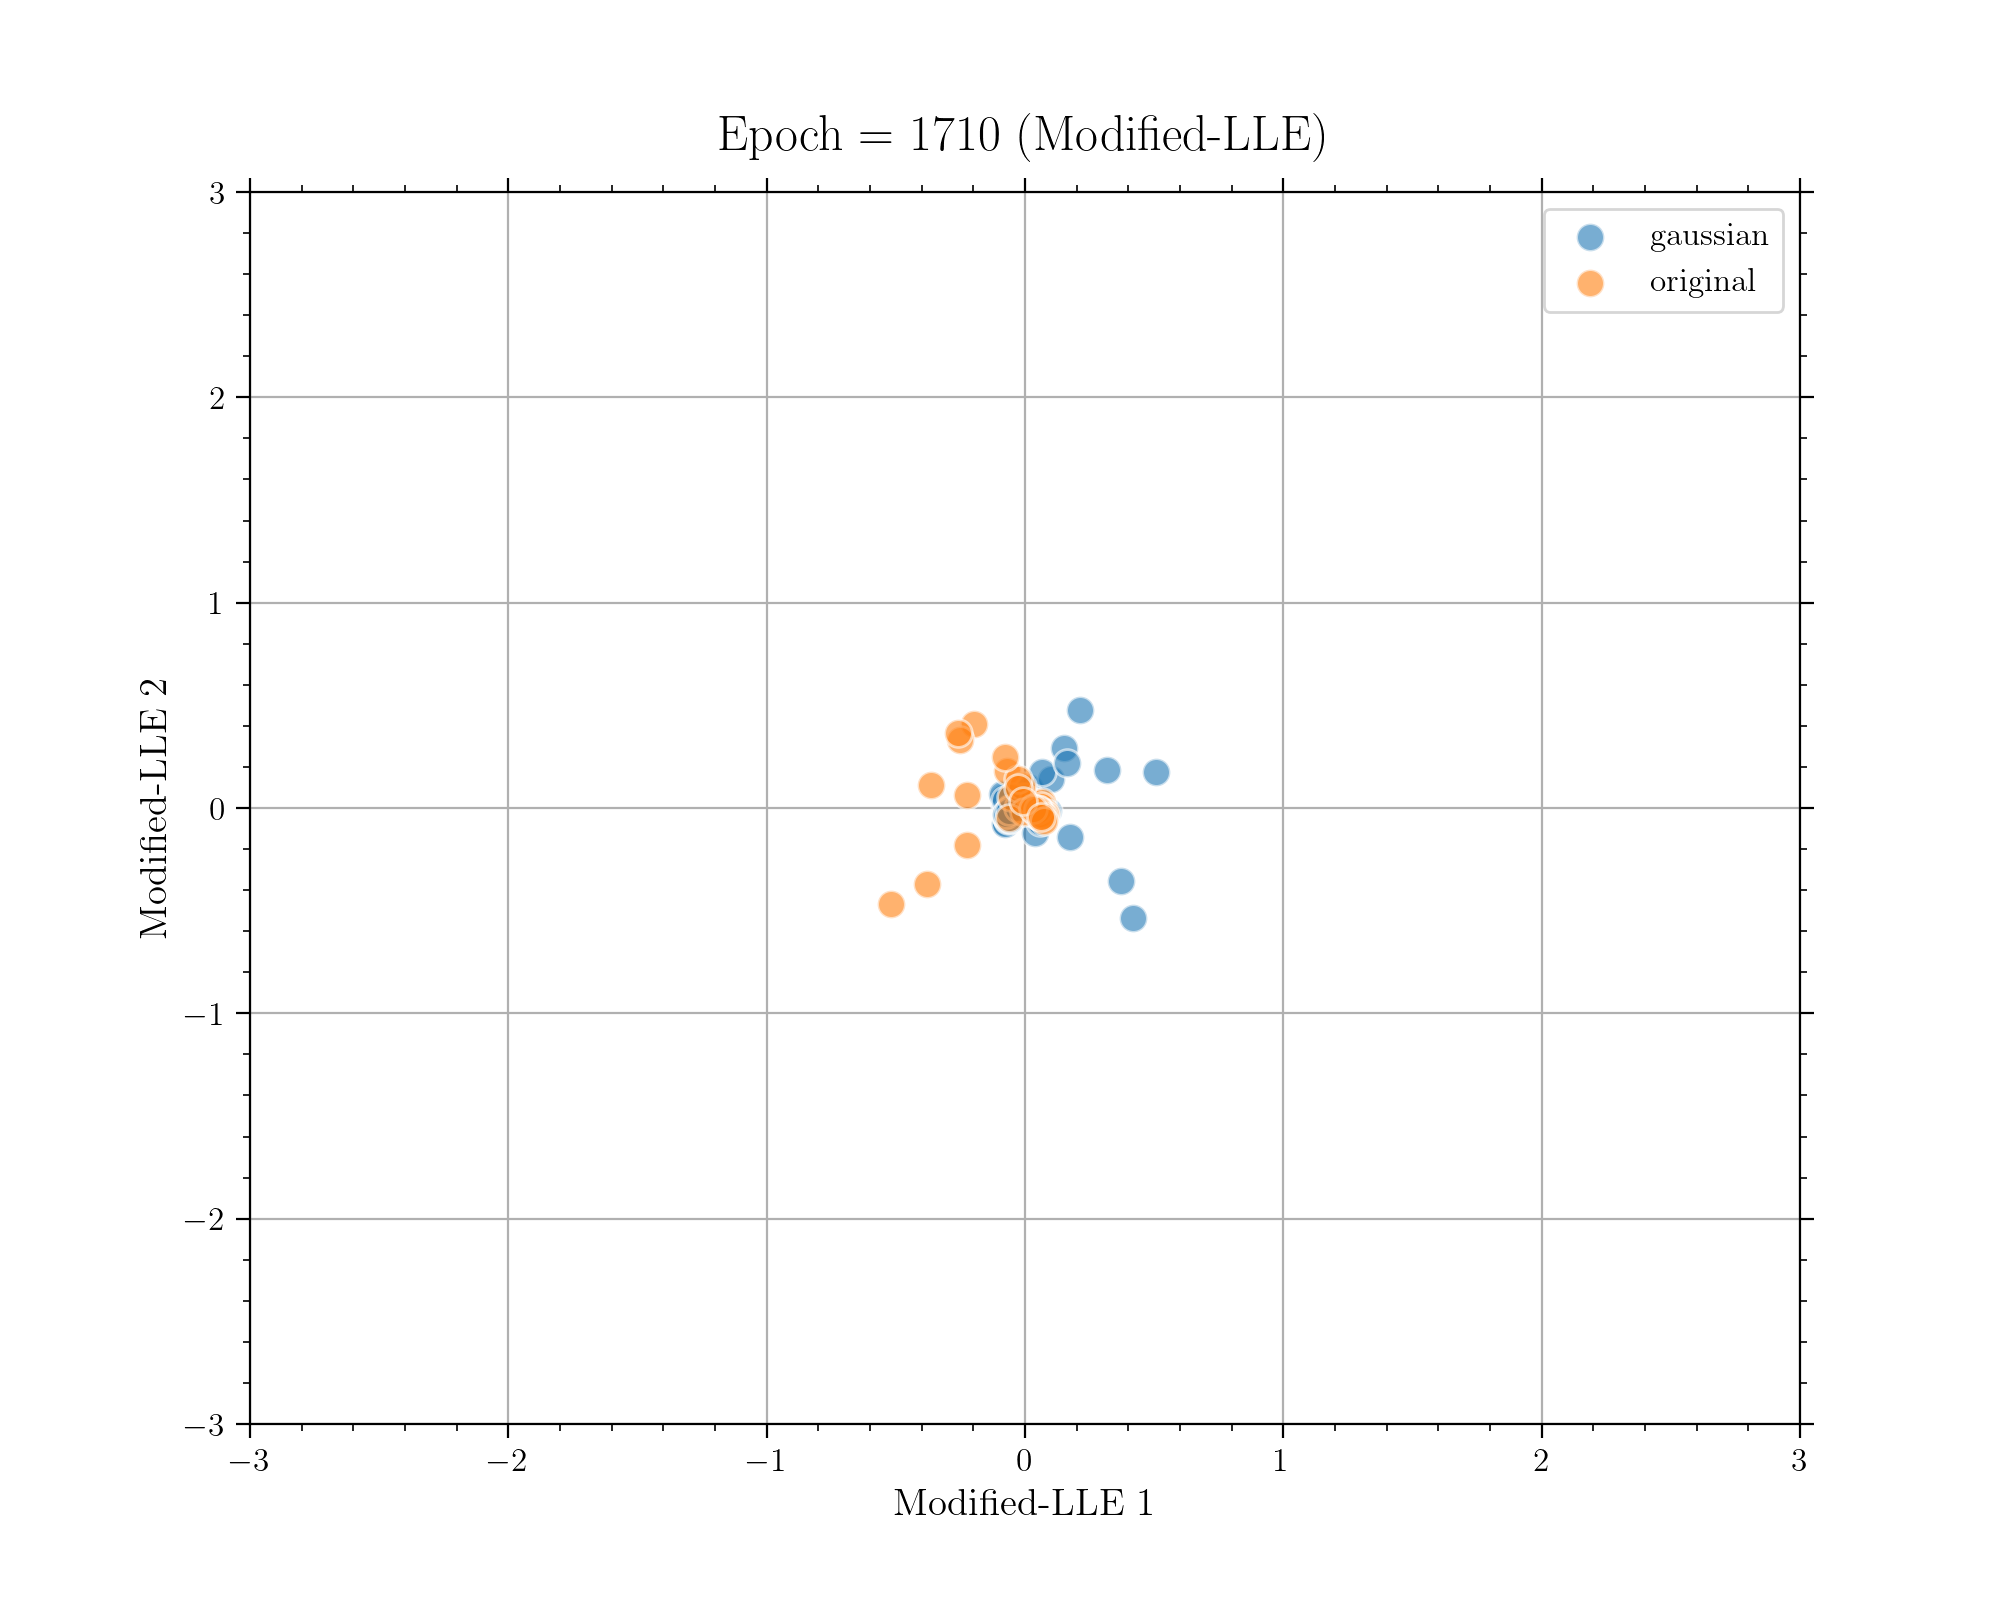 Epoch = 1710 (Modified-LLE)
gaussian
original
3
2
1
0
−1
−2
−3
Modified-LLE 2
−3 −2 −1 0 1 2 3
Modified-LLE 1